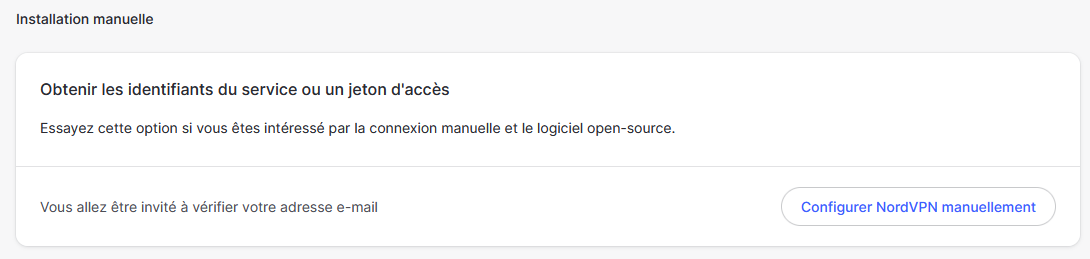 Installation manuelle
Obtenir les identifiants du service ou un jeton d'accès
Essayez cette option si vous êtes intéressé par la connexion manuelle et le logiciel open-source.
Vous allez être invité à vérifier votre adresse e-mail
Configurer NordVPN manuellement